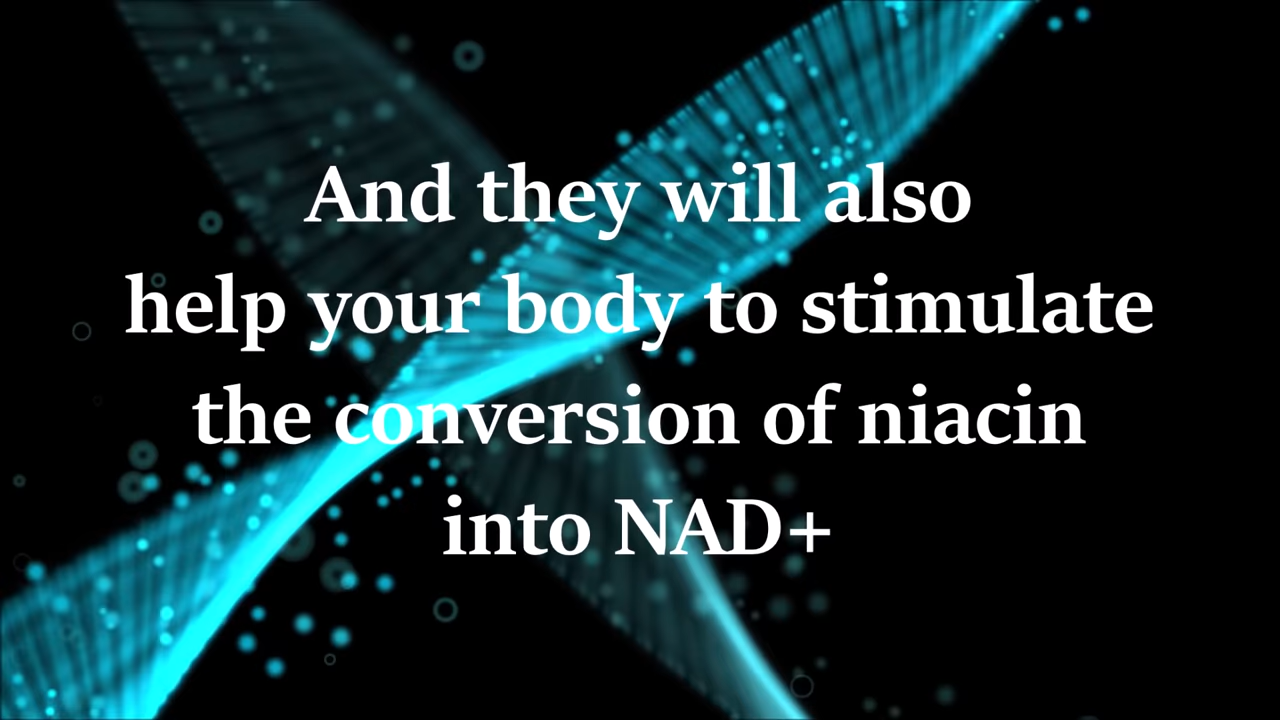 And they will also
help your body to stimulate
the conversion of niacin
into NAD+